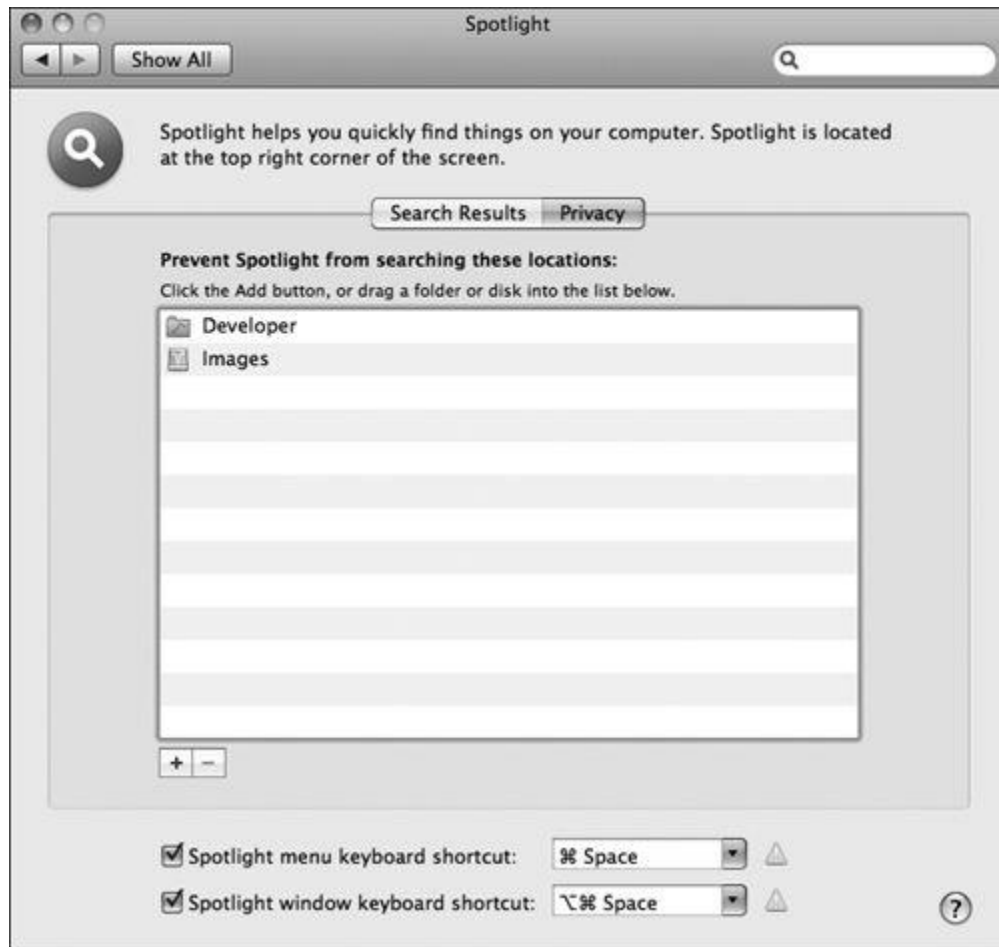 Spotlight
Show All
Spotlight helps you quickly find things on your computer. Spotlight is located
at the top right corner of the screen.
Search Results Privacy
Prevent Spotlight from searching these locations:
Click the Add button, or drag a folder or disk into the list below.
Developer
Images
+ −
Spotlight menu keyboard shortcut: ⌘ Space
Spotlight window keyboard shortcut: ⌥⌘ Space
?